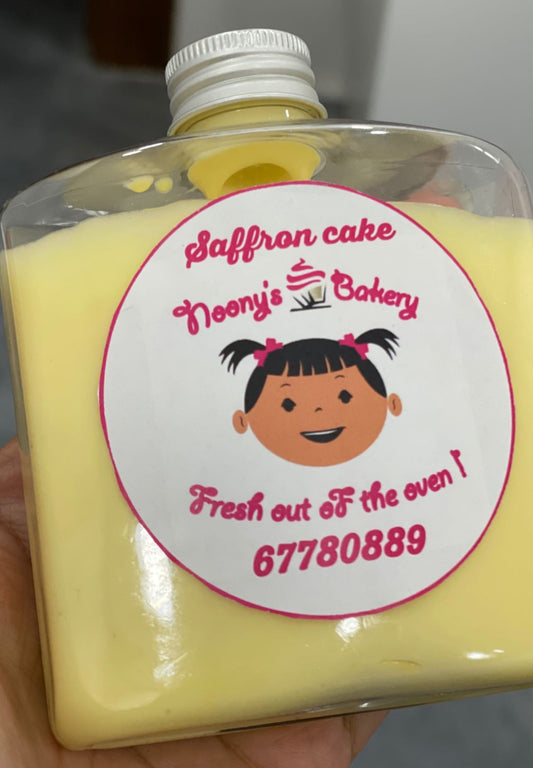 Saffron cake
Noony's Bakery
Fresh out oF the oven !
67780889